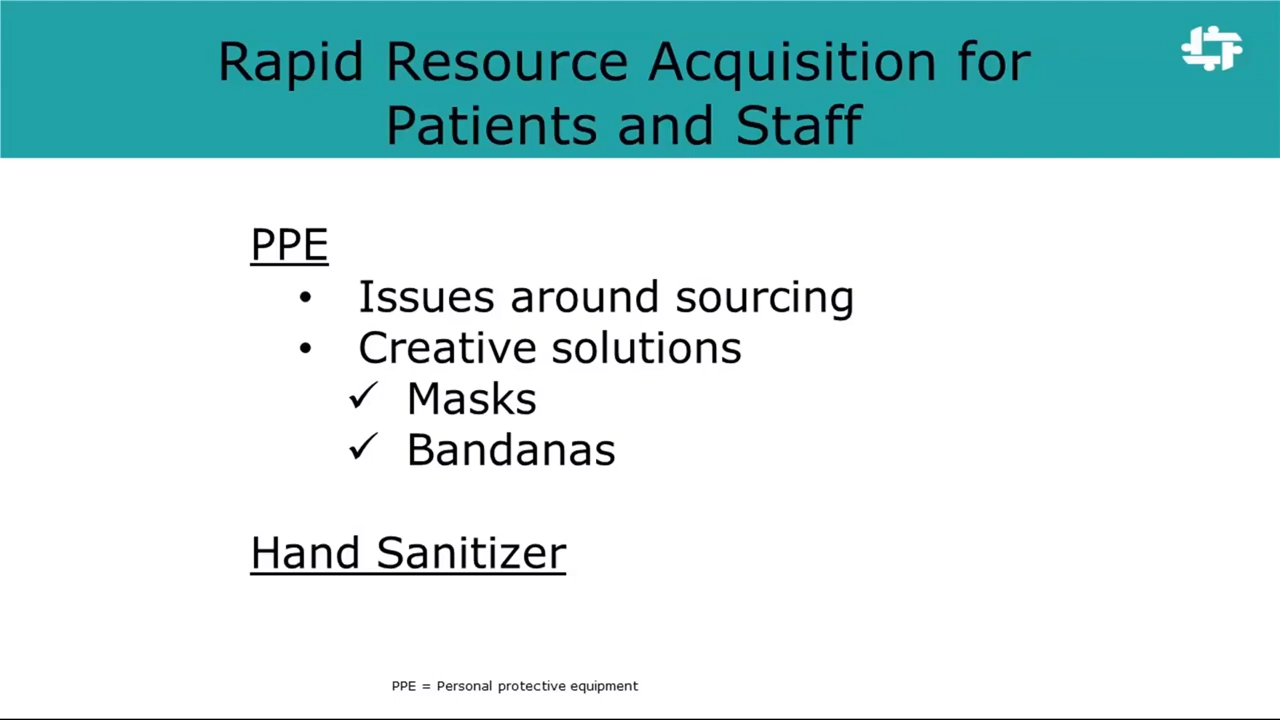 Rapid Resource Acquisition for
Patients and Staff
PPE
• Issues around sourcing
• Creative solutions
✓ Masks
✓ Bandanas
Hand Sanitizer
PPE = Personal protective equipment